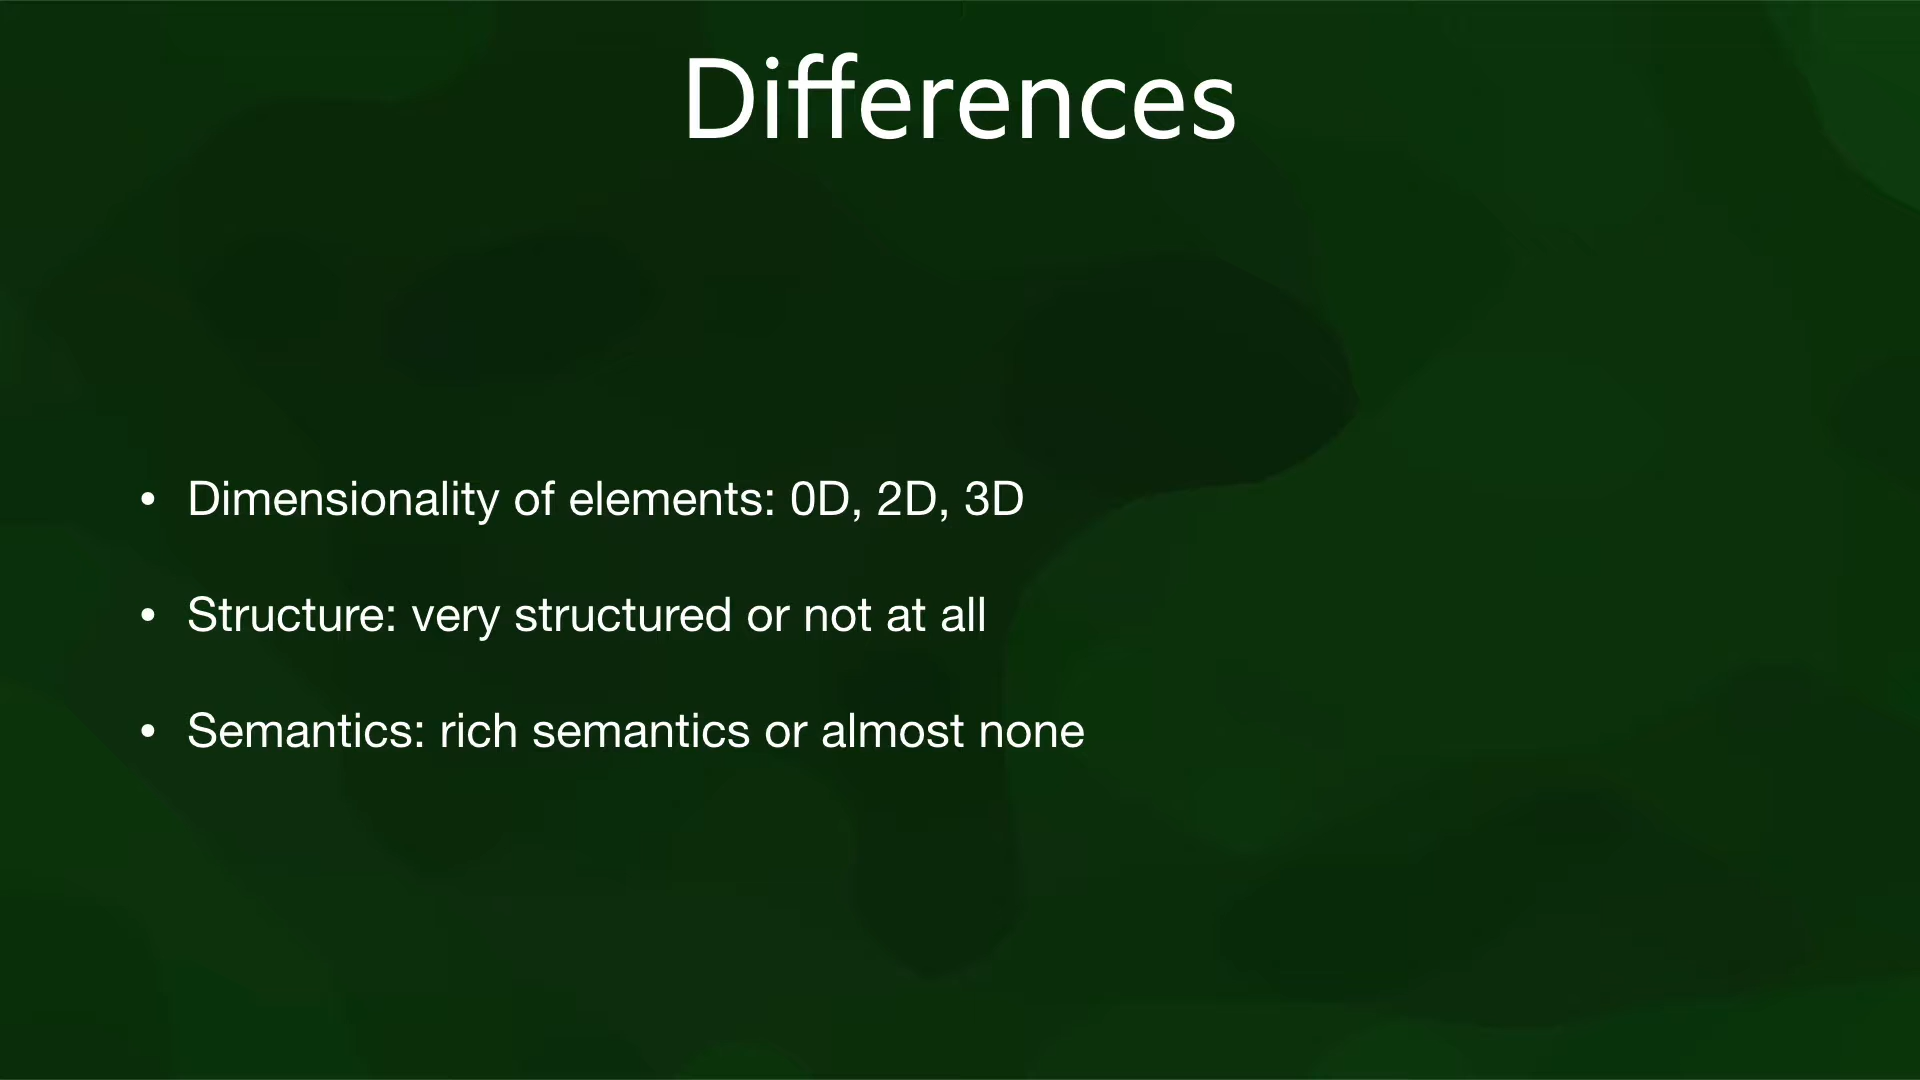 Differences
• Dimensionality of elements: 0D, 2D, 3D
• Structure: very structured or not at all
• Semantics: rich semantics or almost none